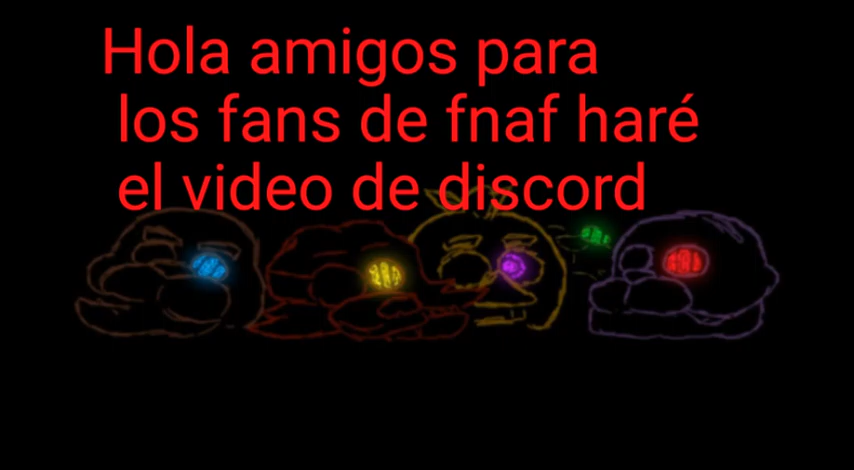 Hola amigos para
los fans de fnaf haré
el video de discord